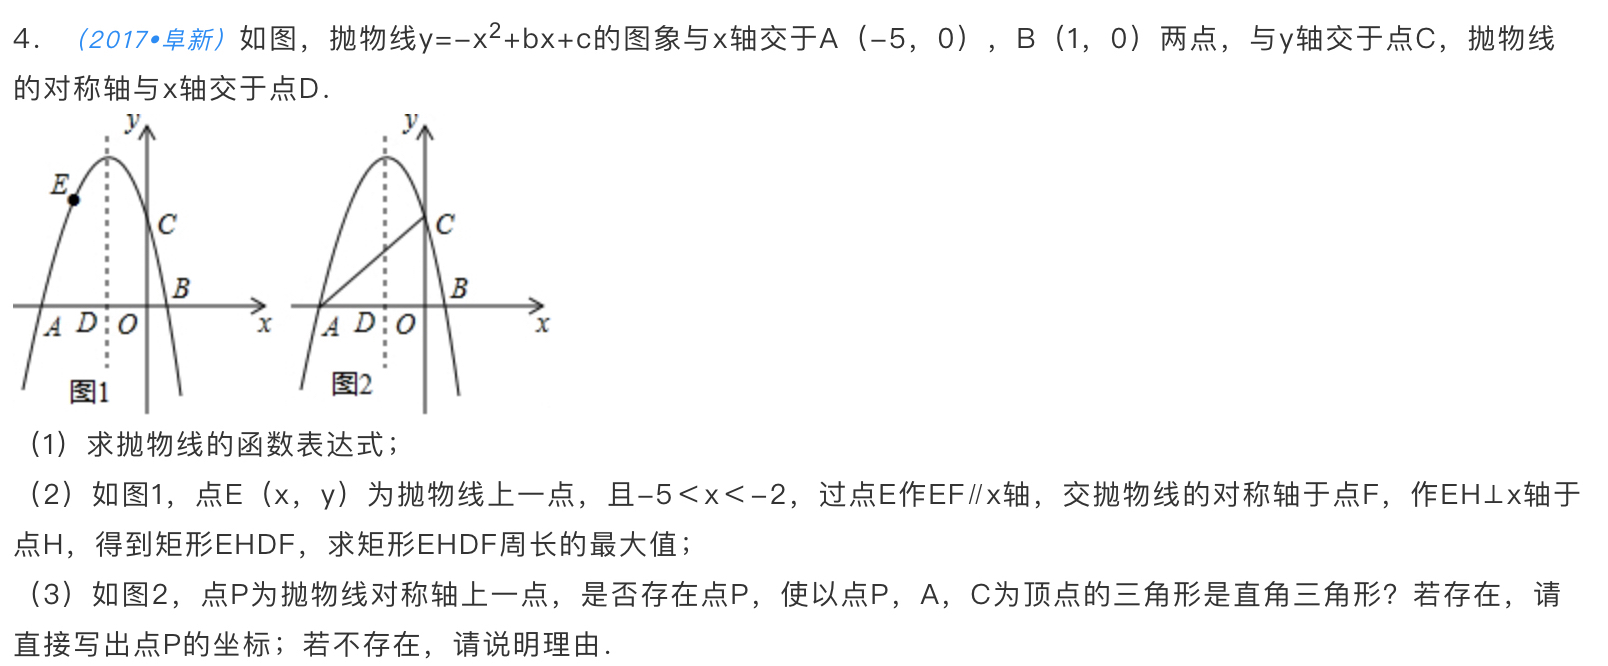 4. （2017•阜新）如图，抛物线y=-x²+bx+c的图象与x轴交于A（-5，0），B（1，0）两点，与y轴交于点C，抛物线
的对称轴与x轴交于点D.
y y
E
C C
B B
A D O x A D O x
图1 图2
（1）求抛物线的函数表达式；
（2）如图1，点E（x，y）为抛物线上一点，且-5＜x＜-2，过点E作EF//x轴，交抛物线的对称轴于点F，作EH⊥x轴于
点H，得到矩形EHDF，求矩形EHDF周长的最大值；
（3）如图2，点P为抛物线对称轴上一点，是否存在点P，使以点P，A，C为顶点的三角形是直角三角形？若存在，请
直接写出点P的坐标；若不存在，请说明理由.